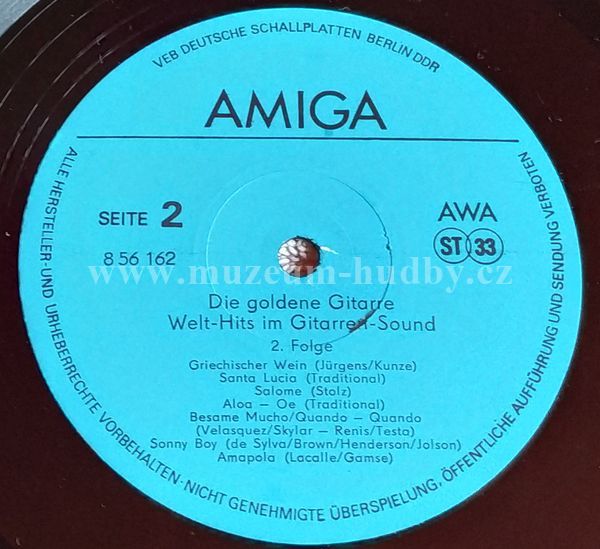 VEB DEUTSCHE SCHALLPLATTEN BERLIN DDR
AMIGA
SEITE 2
8 56 162
AWA
ST 33
www.muzeum-hudby.cz
Die goldene Gitarre
Welt-Hits im Gitarren-Sound
2. Folge
Griechischer Wein (Jürgens/Kunze)
Santa Lucia (Traditional)
Salome (Stolz)
Aloa – Oe (Traditional)
Besame Mucho/Quando – Quando
(Velasquez/Skylar – Renis/Testa)
Sonny Boy (de Sylva/Brown/Henderson/Jolson)
Amapola (Lacalle/Gamse)
ALLE HERSTELLER- UND URHEBERRECHTE VORBEHALTEN · NICHT GENEHMIGTE ÜBERSPIELUNG, ÖFFENTLICHE AUFFÜHRUNG UND SENDUNG VERBOTEN